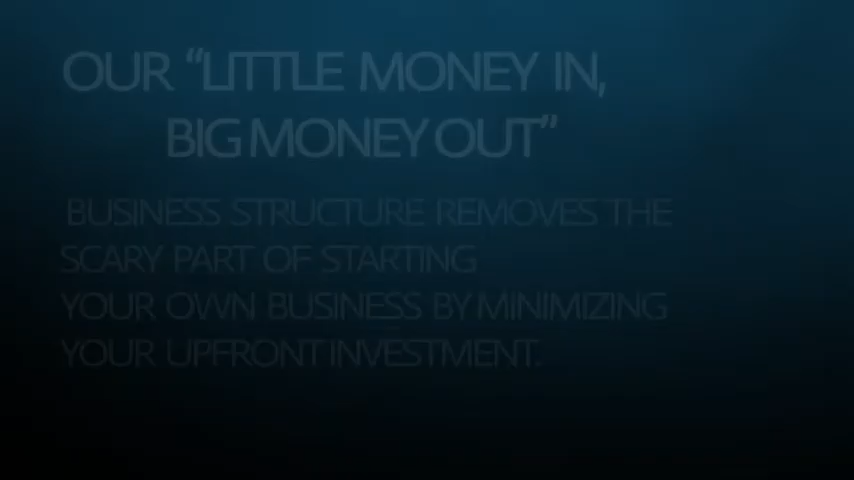 OUR “LITTLE MONEY IN,
BIG MONEY OUT”
BUSINESS STRUCTURE REMOVES THE
SCARY PART OF STARTING
YOUR OWN BUSINESS BY MINIMIZING
YOUR UPFRONT INVESTMENT.